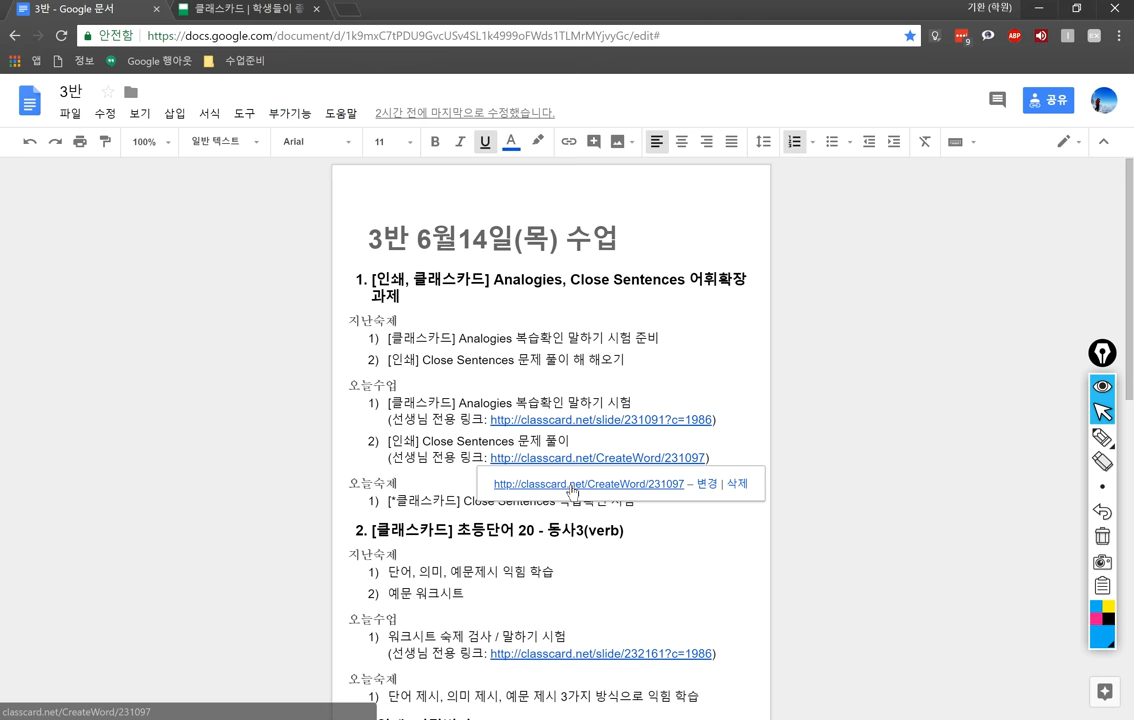 3반 - Google 문서
클래스카드 | 학생들이 좋
기환 (학원)
안전함 https://docs.google.com/document/d/1k9mxC7tPDU9GvcUSv4SL1k4999oFWds1TLMrMYjvyGc/edit#
ABP
9
앱 정보 Google 행아웃 수업준비
3반
파일 수정 보기 삽입 서식 도구 부가기능 도움말 2시간 전에 마지막으로 수정했습니다.
공유
100% 일반 텍스트 Arial 11 B I U A
3반 6월14일(목) 수업
1. [인쇄, 클래스카드] Analogies, Close Sentences 어휘확장
과제
지난숙제
1) [클래스카드] Analogies 복습확인 말하기 시험 준비
2) [인쇄] Close Sentences 문제 풀이 해 해오기
오늘수업
1) [클래스카드] Analogies 복습확인 말하기 시험
(선생님 전용 링크: http://classcard.net/slide/231091?c=1986)
2) [인쇄] Close Sentences 문제 풀이
(선생님 전용 링크: http://classcard.net/CreateWord/231097)
http://classcard.net/CreateWord/231097 – 변경 | 삭제
오늘숙제
1) [*클래스카드] Close Sentences 복습확인 시험
2. [클래스카드] 초등단어 20 - 동사3(verb)
지난숙제
1) 단어, 의미, 예문제시 익힘 학습
2) 예문 워크시트
오늘수업
1) 워크시트 숙제 검사 / 말하기 시험
(선생님 전용 링크: http://classcard.net/slide/232161?c=1986)
오늘숙제
1) 단어 제시, 의미 제시, 예문 제시 3가지 방식으로 익힘 학습
classcard.net/CreateWord/231097